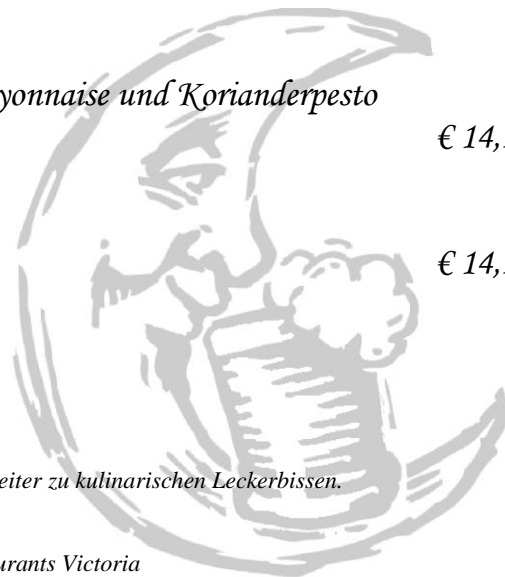 yonnaise und Korianderpesto
€ 14,
€ 14,
eiter zu kulinarischen Leckerbissen.
urants Victoria